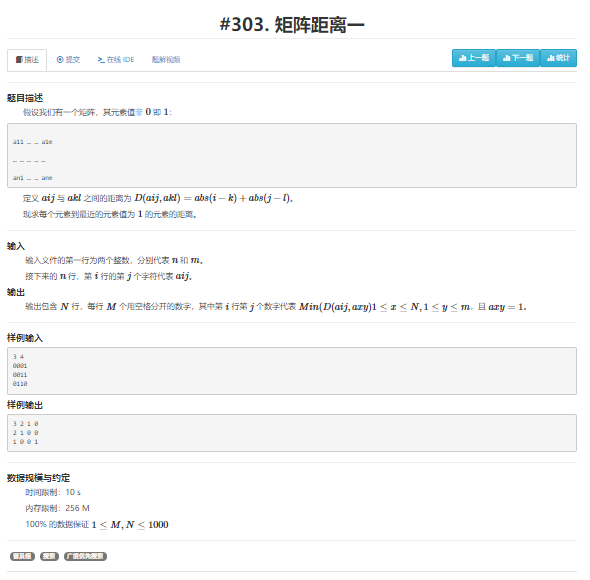 #303. 矩阵距离一
描述 提交 在线 IDE 题解视频 上一题 下一题 统计
题目描述
假设我们有一个矩阵，其元素值非 0 即 1：
a11 … … a1m
… … … … …
an1 … … anm
定义 aij 与 akl 之间的距离为 D(aij, akl) = abs(i − k) + abs(j − l)。
现求每个元素到最近的元素值为 1 的元素的距离。
输入
输入文件的第一行为两个整数，分别代表 n 和 m。
接下来的 n 行，第 i 行的第 j 个字符代表 aij。
输出
输出包含 N 行，每行 M 个用空格分开的数字，其中第 i 行第 j 个数字代表 Min(D(aij, axy)1 ≤ x ≤ N, 1 ≤ y ≤ m，且 axy = 1.
样例输入
3 4
0001
0011
0110
样例输出
3 2 1 0
2 1 0 0
1 0 0 1
数据规模与约定
时间限制：10 s
内存限制：256 M
100% 的数据保证 1 ≤ M, N ≤ 1000
搜索 广度优先搜索